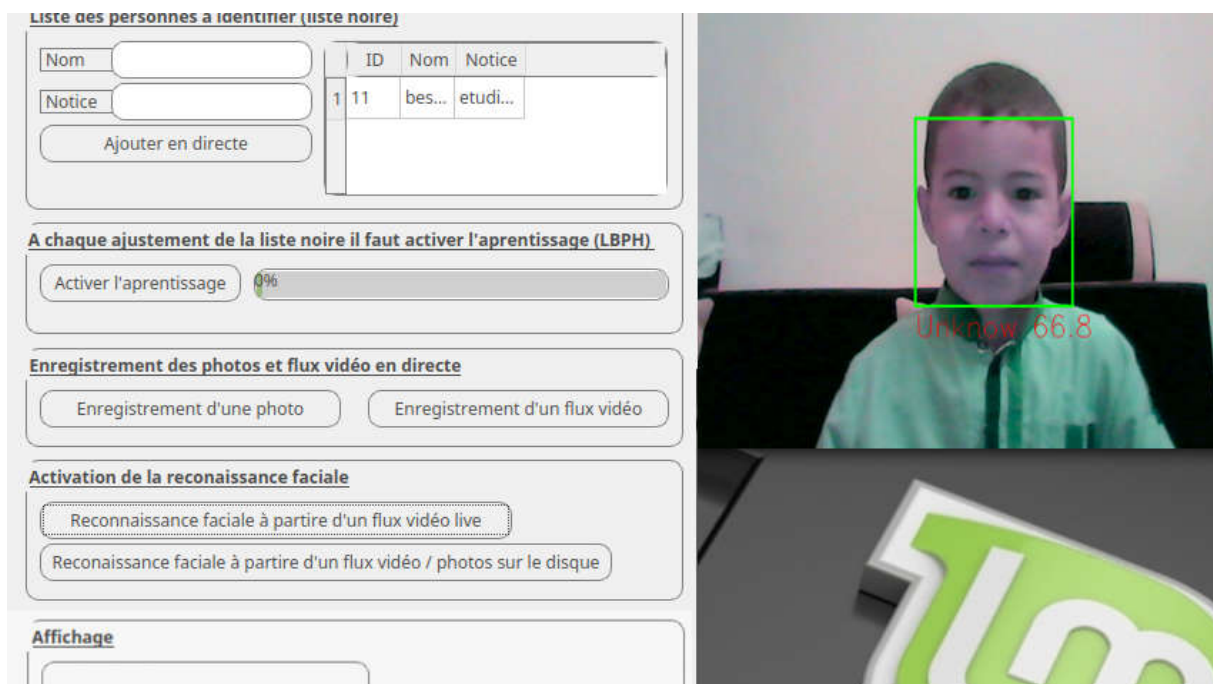 Liste des personnes à identifier (liste noire)
Nom
Notice
Ajouter en directe
ID Nom Notice
1 11 bes... etudi...
A chaque ajustement de la liste noire il faut activer l'aprentissage (LBPH)
Activer l'aprentissage
0%
Enregistrement des photos et flux vidéo en directe
Enregistrement d'une photo
Enregistrement d'un flux vidéo
Activation de la reconaissance faciale
Reconnaissance faciale à partire d'un flux vidéo live
Reconaissance faciale à partire d'un flux vidéo / photos sur le disque
Affichage
Unknow 66.8
lm